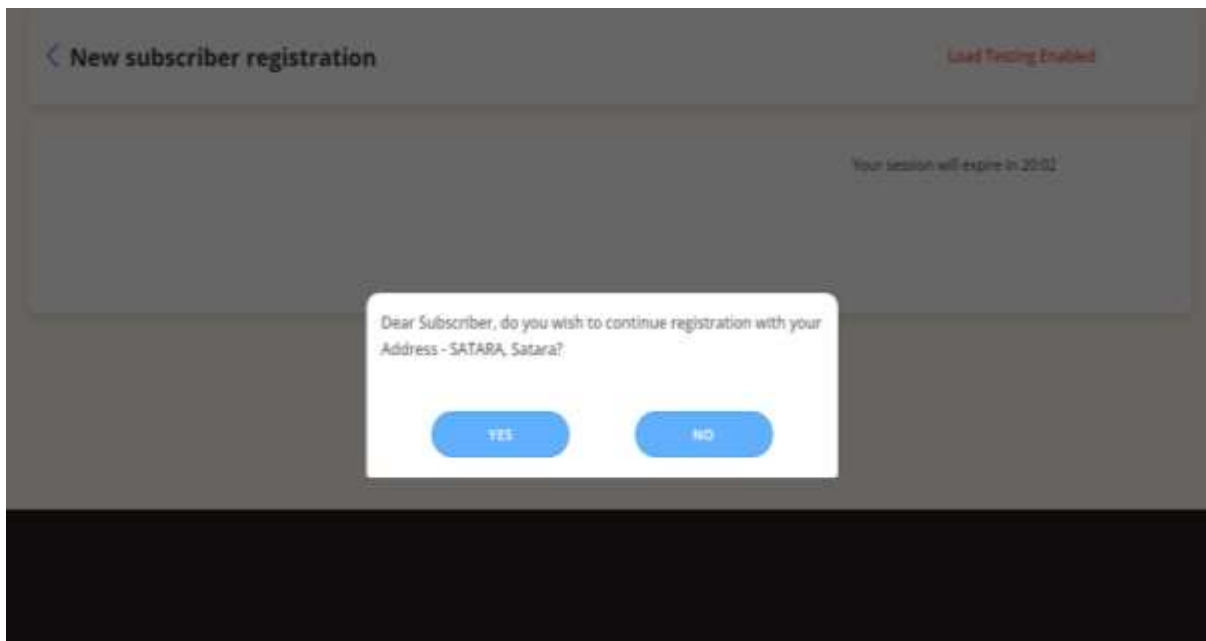 New subscriber registration
Load Testing Enabled
Your session will expire in 20:02
Dear Subscriber, do you wish to continue registration with your
Address - SATARA, Satara?
YES
NO